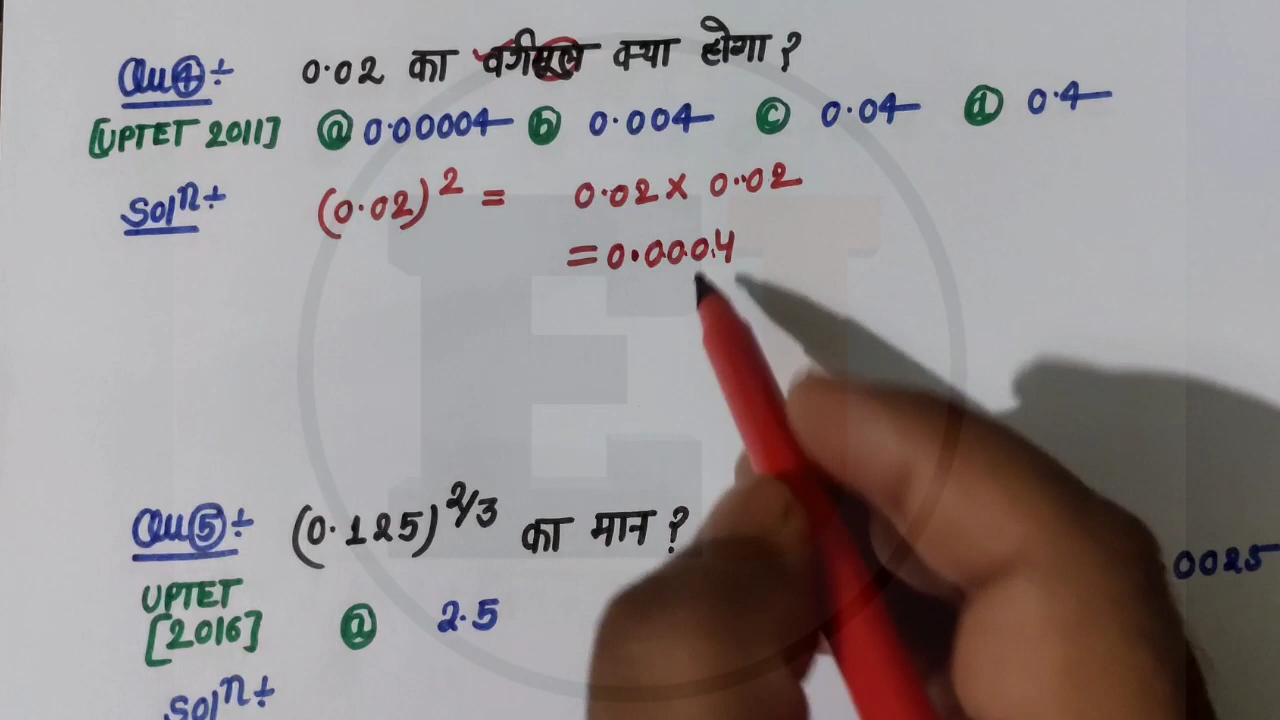 Qu④÷ 0.02 का वर्गमूल क्या होगा ?
[UPTET 2011] ⓐ 0.00004 ⓑ 0.004 ⓒ 0.04 ⓓ 0.4
Solⁿ÷ (0.02)² = 0.02 x 0.02
= 0.0004
Qu⑤÷ (0.125)^2/3 का मान ?
UPTET
[2016] ⓐ 2.5
0025
Solⁿ÷
ET